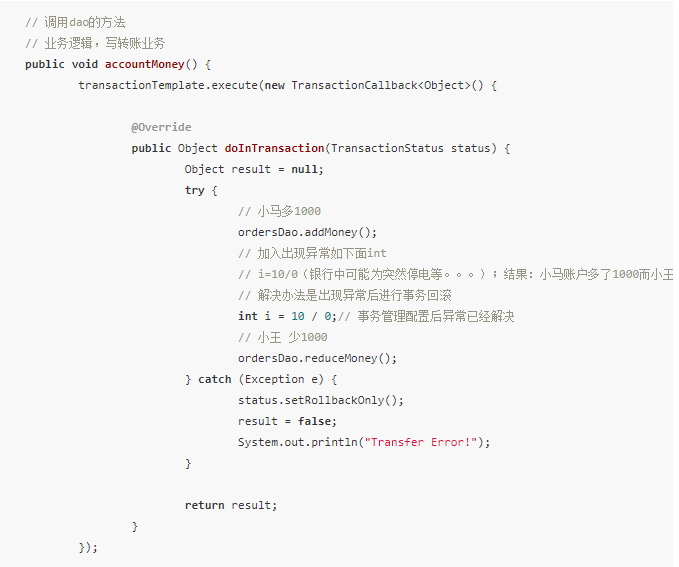 // 调用dao的方法
// 业务逻辑，写转账业务
public void accountMoney() {
transactionTemplate.execute(new TransactionCallback<Object>() {
@Override
public Object doInTransaction(TransactionStatus status) {
Object result = null;
try {
// 小马多1000
ordersDao.addMoney();
// 加入出现异常如下面int
// i=10/0（银行中可能为突然停电等。。。）；结果：小马账户多了1000而小王
// 解决办法是出现异常后进行事务回滚
int i = 10 / 0;// 事务管理配置后异常已经解决
// 小王 少1000
ordersDao.reduceMoney();
} catch (Exception e) {
status.setRollbackOnly();
result = false;
System.out.println("Transfer Error!");
}
return result;
}
});